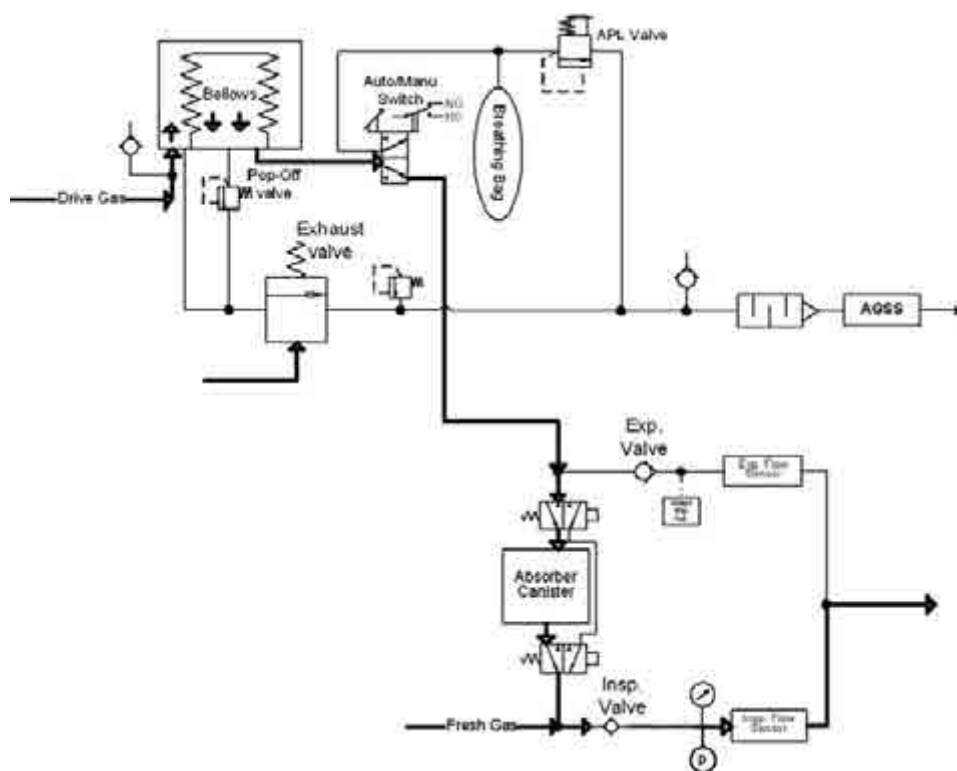 APL Valve
Bellows
Auto/Manu
Switch
Breathing Bag
Drive Gas
Pop-Off
valve
Exhaust
valve
AGSS
Exp.
Valve
Exp. Flow
Sensor
Absorber
Canister
Insp.
Valve
Fresh Gas
Insp. Flow
Sensor
P